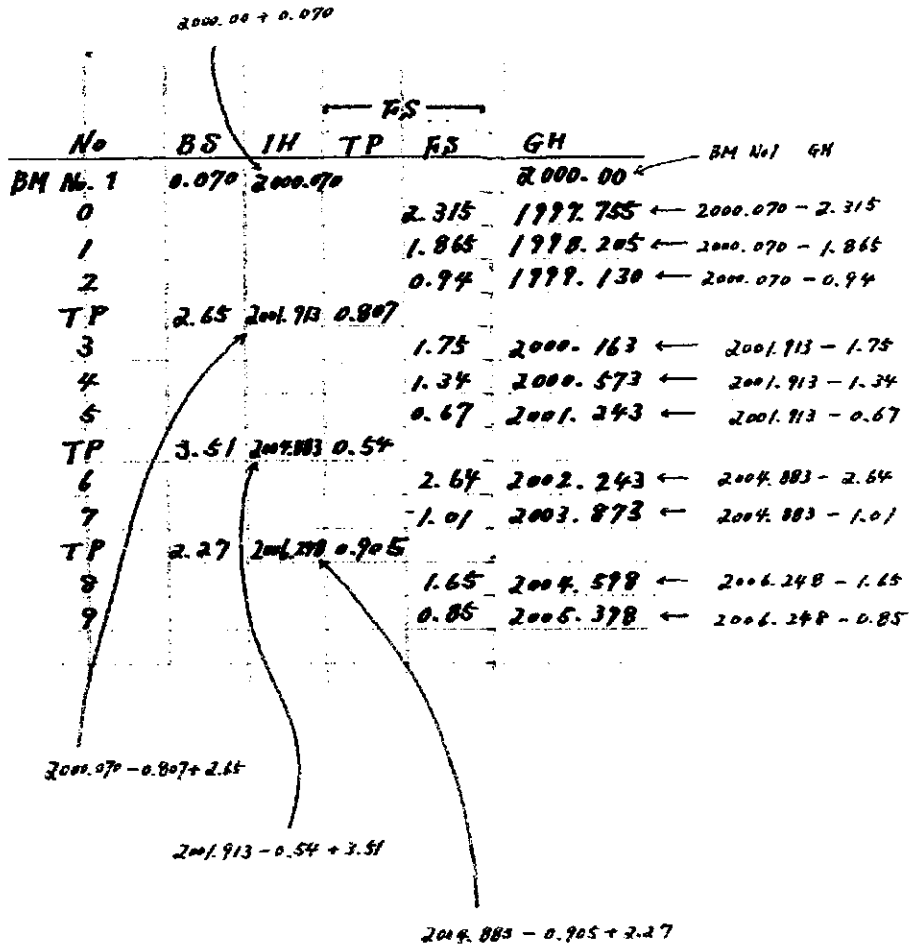 2000.00 + 0.070
F.S
No BS IH TP F.S GH
BM No. 1 0.070 2000.070 2000.00 BM No1 GH
0 2.315 1997.755 ← 2000.070 - 2.315
1 1.865 1998.205 ← 2000.070 - 1.865
2 0.94 1999.130 ← 2000.070 - 0.94
TP 2.65 2001.913 0.807
3 1.75 2000.163 ← 2001.913 - 1.75
4 1.34 2000.573 ← 2001.913 - 1.34
5 0.67 2001.243 ← 2001.913 - 0.67
TP 3.51 2004.883 0.54
6 2.64 2002.243 ← 2004.883 - 2.64
7 1.01 2003.873 ← 2004.883 - 1.01
TP 2.27 0.905
8 1.65 2004.598 ← 2006.248 - 1.65
9 0.85 2005.398 ← 2006.248 - 0.85
2000.070 - 0.807 + 2.65
2001.913 - 0.54 + 3.51
2004.883 - 0.905 + 2.27